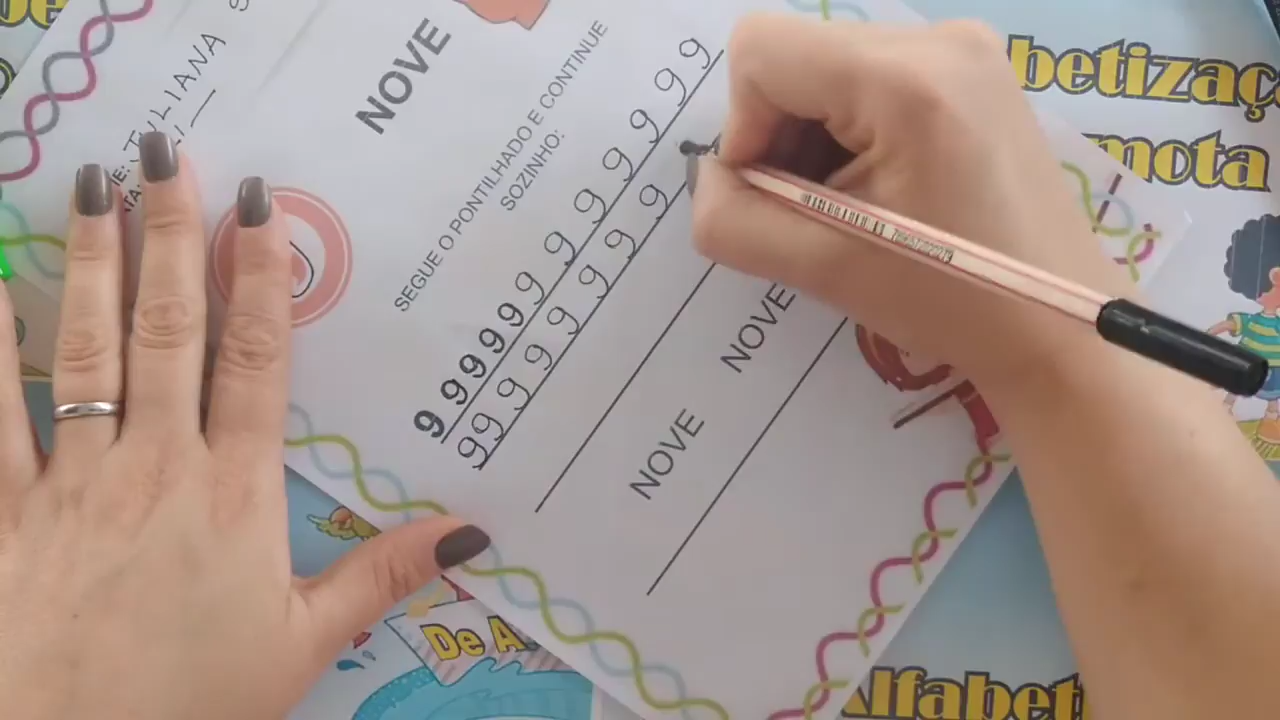 JULIANA
NOVE
SEGUE O PONTILHADO E CONTINUE
SOZINHO:
9 9 9 9 9 9 9 9 9 9 9 9
9 9 9 9 9 9 9 9
NOVE NOVE
betizaç
mota
De A
Alfabet